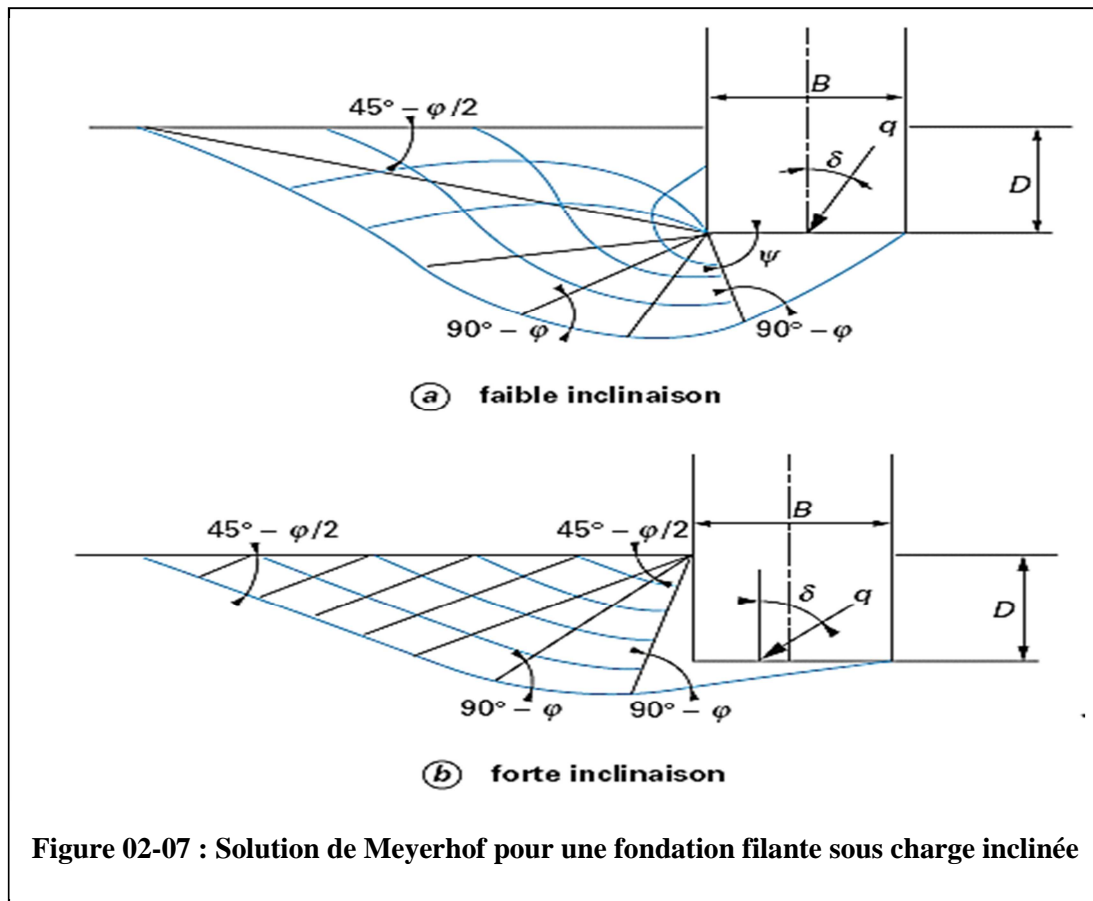 B
45° – φ/2
q
δ
D
ψ
90° – φ
90° – φ
a faible inclinaison
B
45° – φ/2
45° – φ/2
δ
q
D
90° – φ
90° – φ
b forte inclinaison
Figure 02-07 : Solution de Meyerhof pour une fondation filante sous charge inclinée